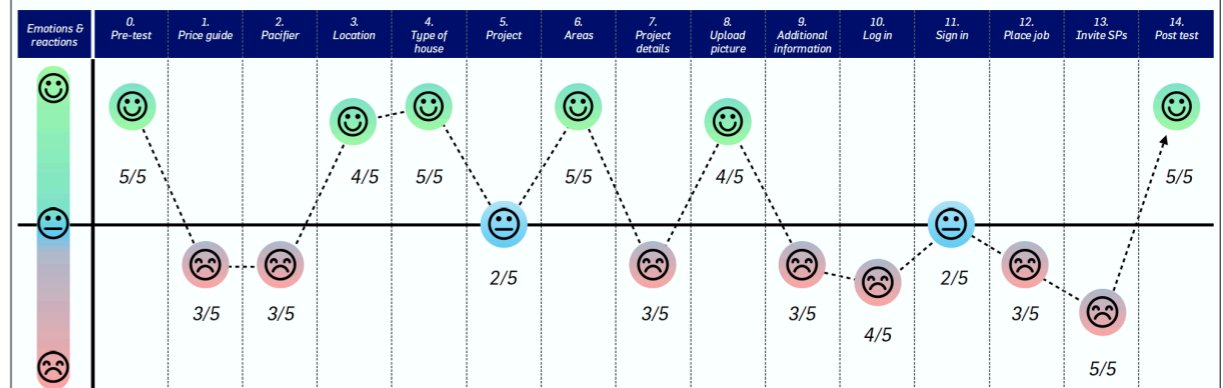 Emotions &
reactions
0.
Pre-test
1.
Price guide
2.
Pacifier
3.
Location
4.
Type of
house
5.
Project
6.
Areas
7.
Project
details
8.
Upload
picture
9.
Additional
information
10.
Log in
11.
Sign in
12.
Place job
13.
Invite SPs
14.
Post test
5/5
3/5
3/5
4/5
5/5
2/5
5/5
3/5
4/5
3/5
4/5
2/5
3/5
5/5
5/5